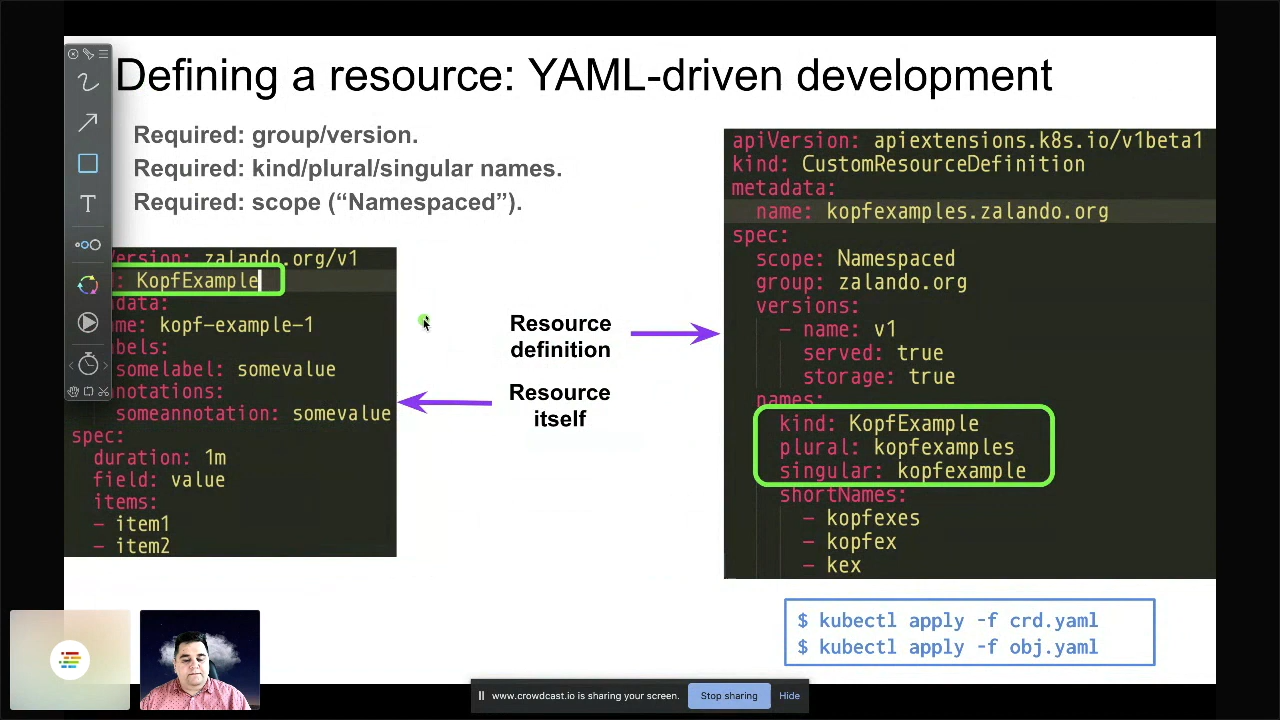 Defining a resource: YAML-driven development
Required: group/version.
Required: kind/plural/singular names.
Required: scope (“Namespaced”).
ersion: zalando.org/v1
: KopfExample
data:
me: kopf-example-1
bels:
somelabel: somevalue
notations:
someannotation: somevalue
spec:
duration: 1m
field: value
items:
- item1
- item2
Resource
definition
Resource
itself
apiVersion: apiextensions.k8s.io/v1beta1
kind: CustomResourceDefinition
metadata:
name: kopfexamples.zalando.org
spec:
scope: Namespaced
group: zalando.org
versions:
- name: v1
served: true
storage: true
names:
kind: KopfExample
plural: kopfexamples
singular: kopfexample
shortNames:
- kopfexes
- kopfex
- kex
$ kubectl apply -f crd.yaml
$ kubectl apply -f obj.yaml
T
www.crowdcast.io is sharing your screen.
Stop sharing
Hide